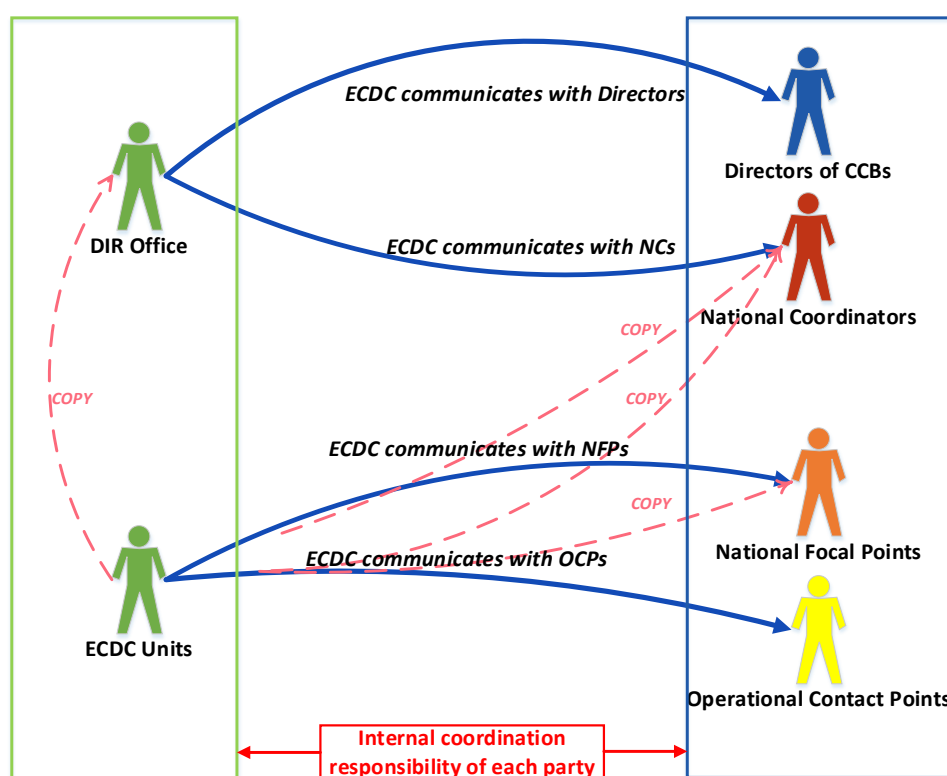 ECDC communicates with Directors
Directors of CCBs
DIR Office
ECDC communicates with NCs
National Coordinators
COPY
COPY
COPY
ECDC communicates with NFPs
COPY
National Focal Points
ECDC communicates with OCPs
ECDC Units
Operational Contact Points
Internal coordination
responsibility of each party